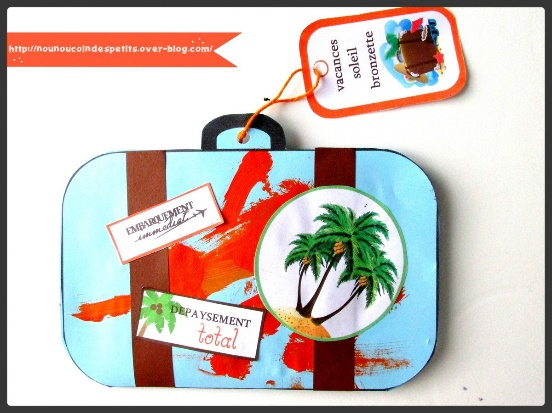 http://nounoucoindespetits.over-blog.com/
vacances
soleil
bronzette
EMBARQUEMENT
immédiat
DEPAYSEMENT
total